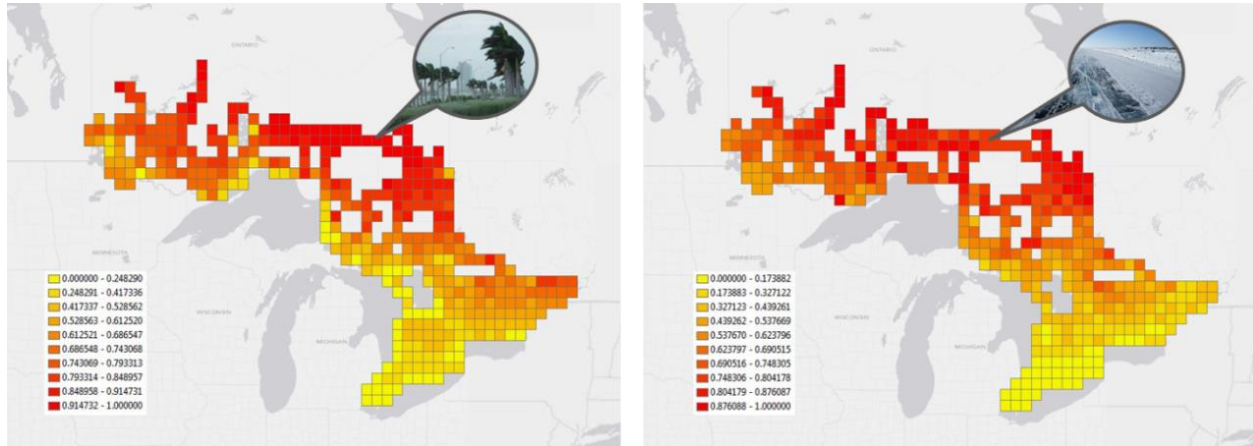 ONTARIO
MINNESOTA
WISCONSIN
MICHIGAN
0.000000 - 0.248290
0.248291 - 0.417336
0.417337 - 0.528562
0.528563 - 0.612520
0.612521 - 0.686547
0.686548 - 0.743068
0.743069 - 0.793313
0.793314 - 0.848957
0.848958 - 0.914731
0.914732 - 1.000000
ONTARIO
MINNESOTA
WISCONSIN
MICHIGAN
0.000000 - 0.173882
0.173883 - 0.327122
0.327123 - 0.439261
0.439262 - 0.537669
0.537670 - 0.623796
0.623797 - 0.690515
0.690516 - 0.748305
0.748306 - 0.804178
0.804179 - 0.876087
0.876088 - 1.000000